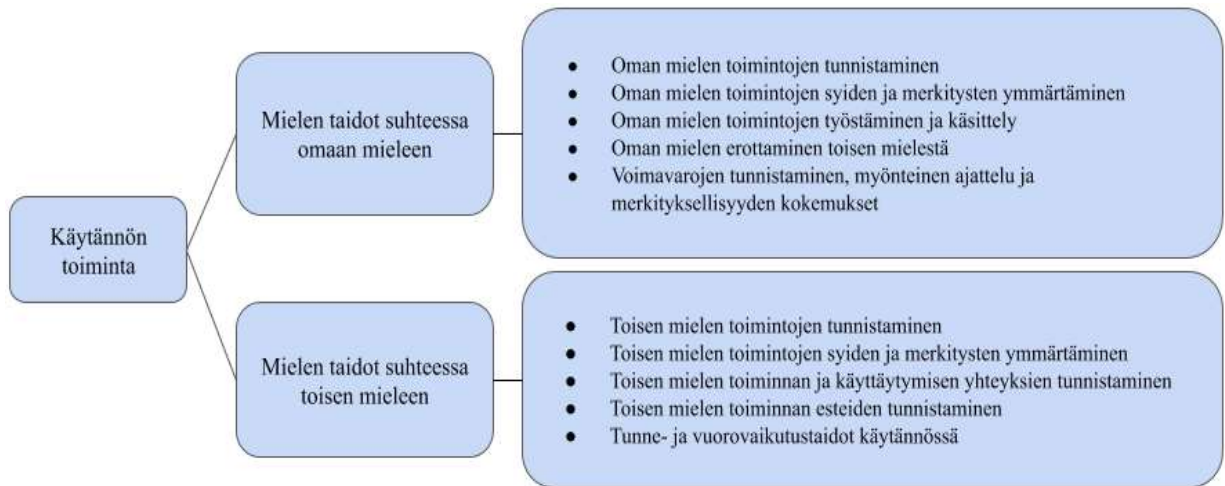 Käytännön
toiminta
Mielen taidot suhteessa
omaan mieleen
● Oman mielen toimintojen tunnistaminen
● Oman mielen toimintojen syiden ja merkitysten ymmärtäminen
● Oman mielen toimintojen työstäminen ja käsittely
● Oman mielen erottaminen toisen mielestä
● Voimavarojen tunnistaminen, myönteinen ajattelu ja
merkityksellisyyden kokemukset
Mielen taidot suhteessa
toisen mieleen
● Toisen mielen toimintojen tunnistaminen
● Toisen mielen toimintojen syiden ja merkitysten ymmärtäminen
● Toisen mielen toiminnan ja käyttäytymisen yhteyksien tunnistaminen
● Toisen mielen toiminnan esteiden tunnistaminen
● Tunne- ja vuorovaikutustaidot käytännössä